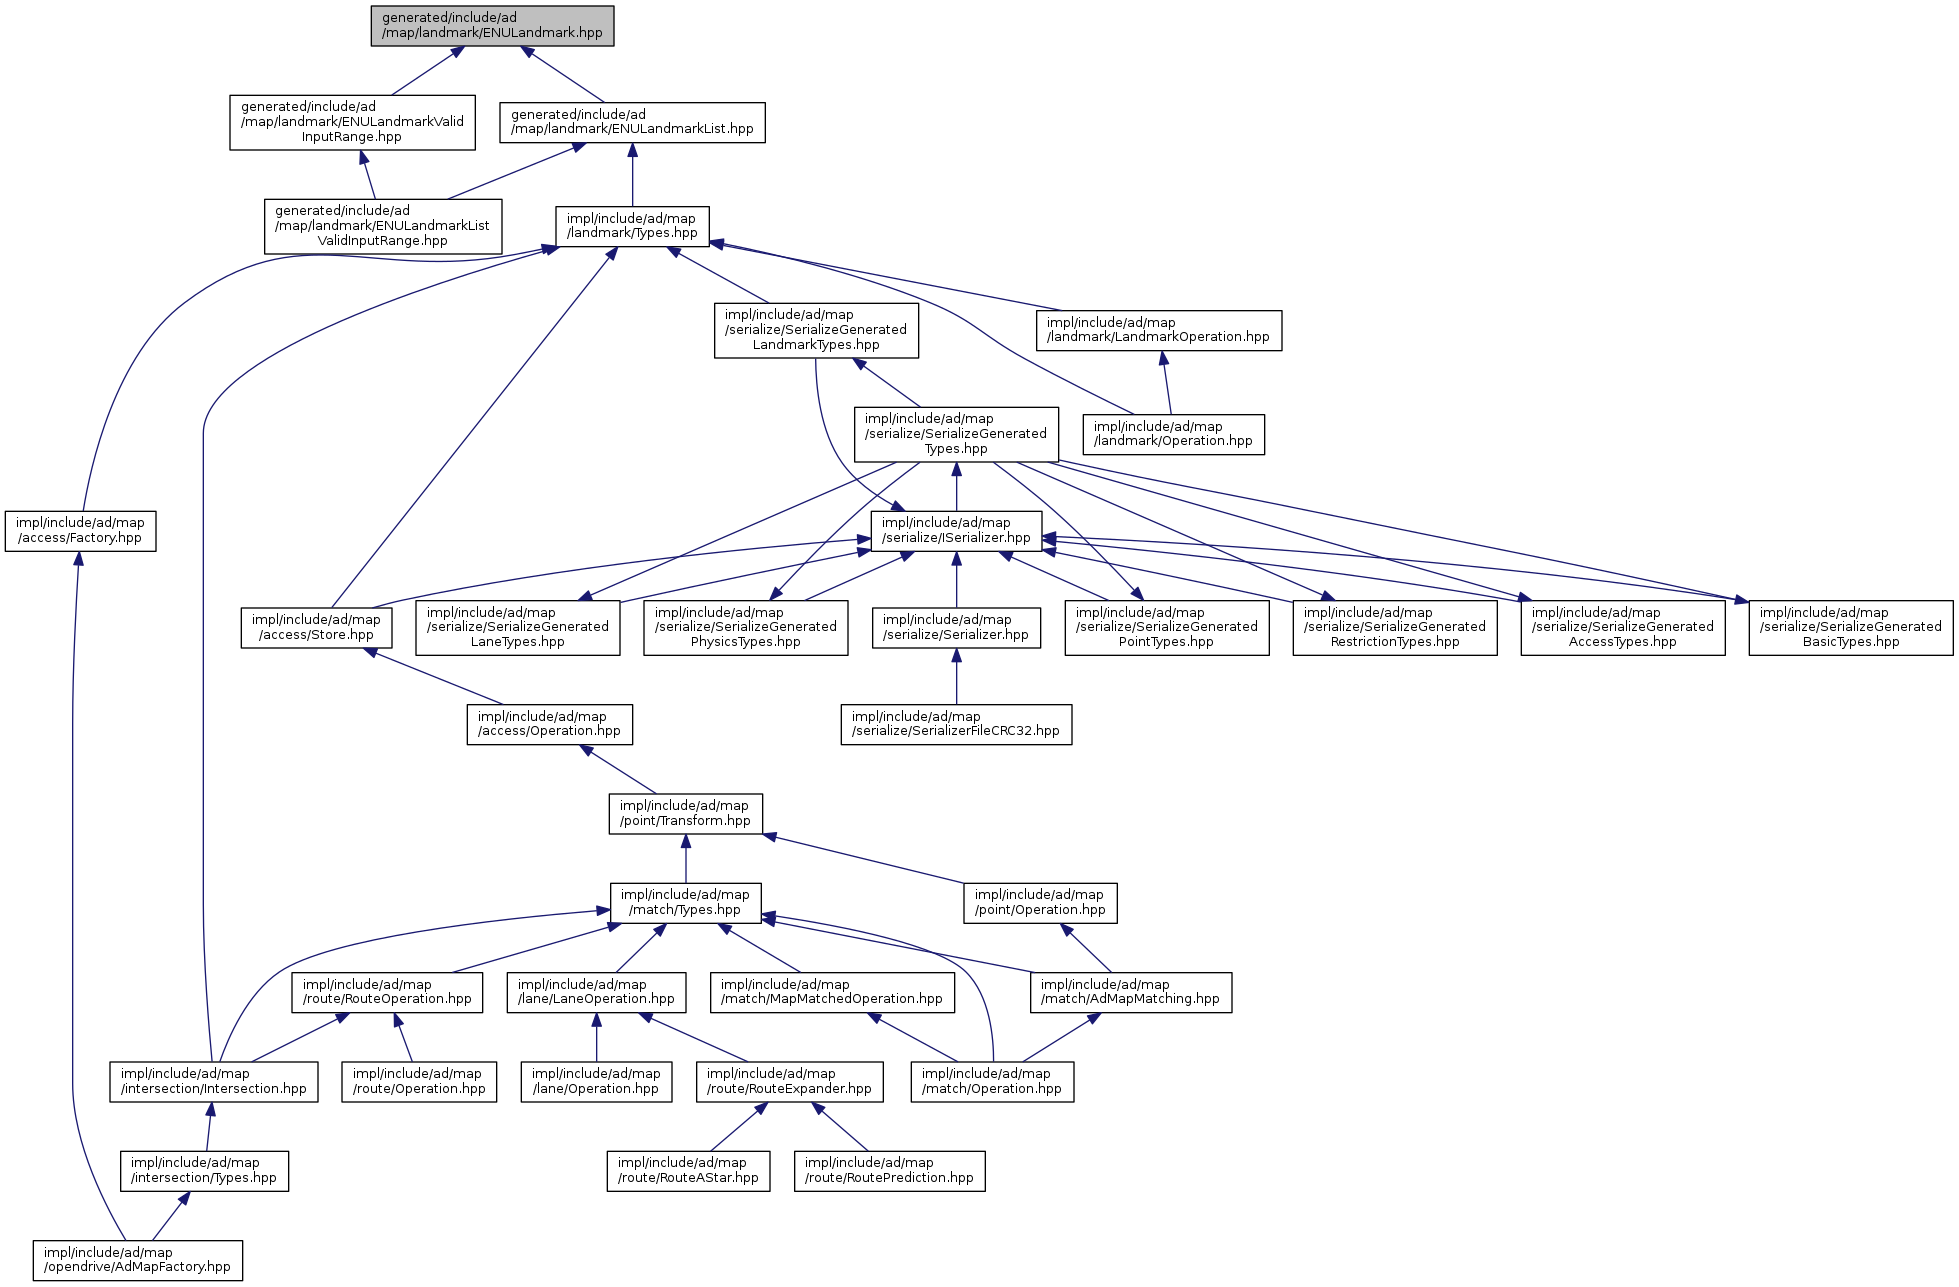 generated/include/ad
/map/landmark/ENULandmark.hpp
generated/include/ad
/map/landmark/ENULandmarkValid
InputRange.hpp
generated/include/ad
/map/landmark/ENULandmarkList.hpp
generated/include/ad
/map/landmark/ENULandmarkList
ValidInputRange.hpp
impl/include/ad/map
/landmark/Types.hpp
impl/include/ad/map
/serialize/SerializeGenerated
LandmarkTypes.hpp
impl/include/ad/map
/landmark/LandmarkOperation.hpp
impl/include/ad/map
/serialize/SerializeGenerated
Types.hpp
impl/include/ad/map
/landmark/Operation.hpp
impl/include/ad/map
/access/Factory.hpp
impl/include/ad/map
/serialize/ISerializer.hpp
impl/include/ad/map
/access/Store.hpp
impl/include/ad/map
/serialize/SerializeGenerated
LaneTypes.hpp
impl/include/ad/map
/serialize/SerializeGenerated
PhysicsTypes.hpp
impl/include/ad/map
/serialize/Serializer.hpp
impl/include/ad/map
/serialize/SerializeGenerated
PointTypes.hpp
impl/include/ad/map
/serialize/SerializeGenerated
RestrictionTypes.hpp
impl/include/ad/map
/serialize/SerializeGenerated
AccessTypes.hpp
impl/include/ad/map
/serialize/SerializeGenerated
BasicTypes.hpp
impl/include/ad/map
/access/Operation.hpp
impl/include/ad/map
/serialize/SerializerFileCRC32.hpp
impl/include/ad/map
/point/Transform.hpp
impl/include/ad/map
/match/Types.hpp
impl/include/ad/map
/point/Operation.hpp
impl/include/ad/map
/route/RouteOperation.hpp
impl/include/ad/map
/lane/LaneOperation.hpp
impl/include/ad/map
/match/MapMatchedOperation.hpp
impl/include/ad/map
/match/AdMapMatching.hpp
impl/include/ad/map
/intersection/Intersection.hpp
impl/include/ad/map
/route/Operation.hpp
impl/include/ad/map
/lane/Operation.hpp
impl/include/ad/map
/route/RouteExpander.hpp
impl/include/ad/map
/match/Operation.hpp
impl/include/ad/map
/intersection/Types.hpp
impl/include/ad/map
/route/RouteAStar.hpp
impl/include/ad/map
/route/RoutePrediction.hpp
impl/include/ad/map
/opendrive/AdMapFactory.hpp